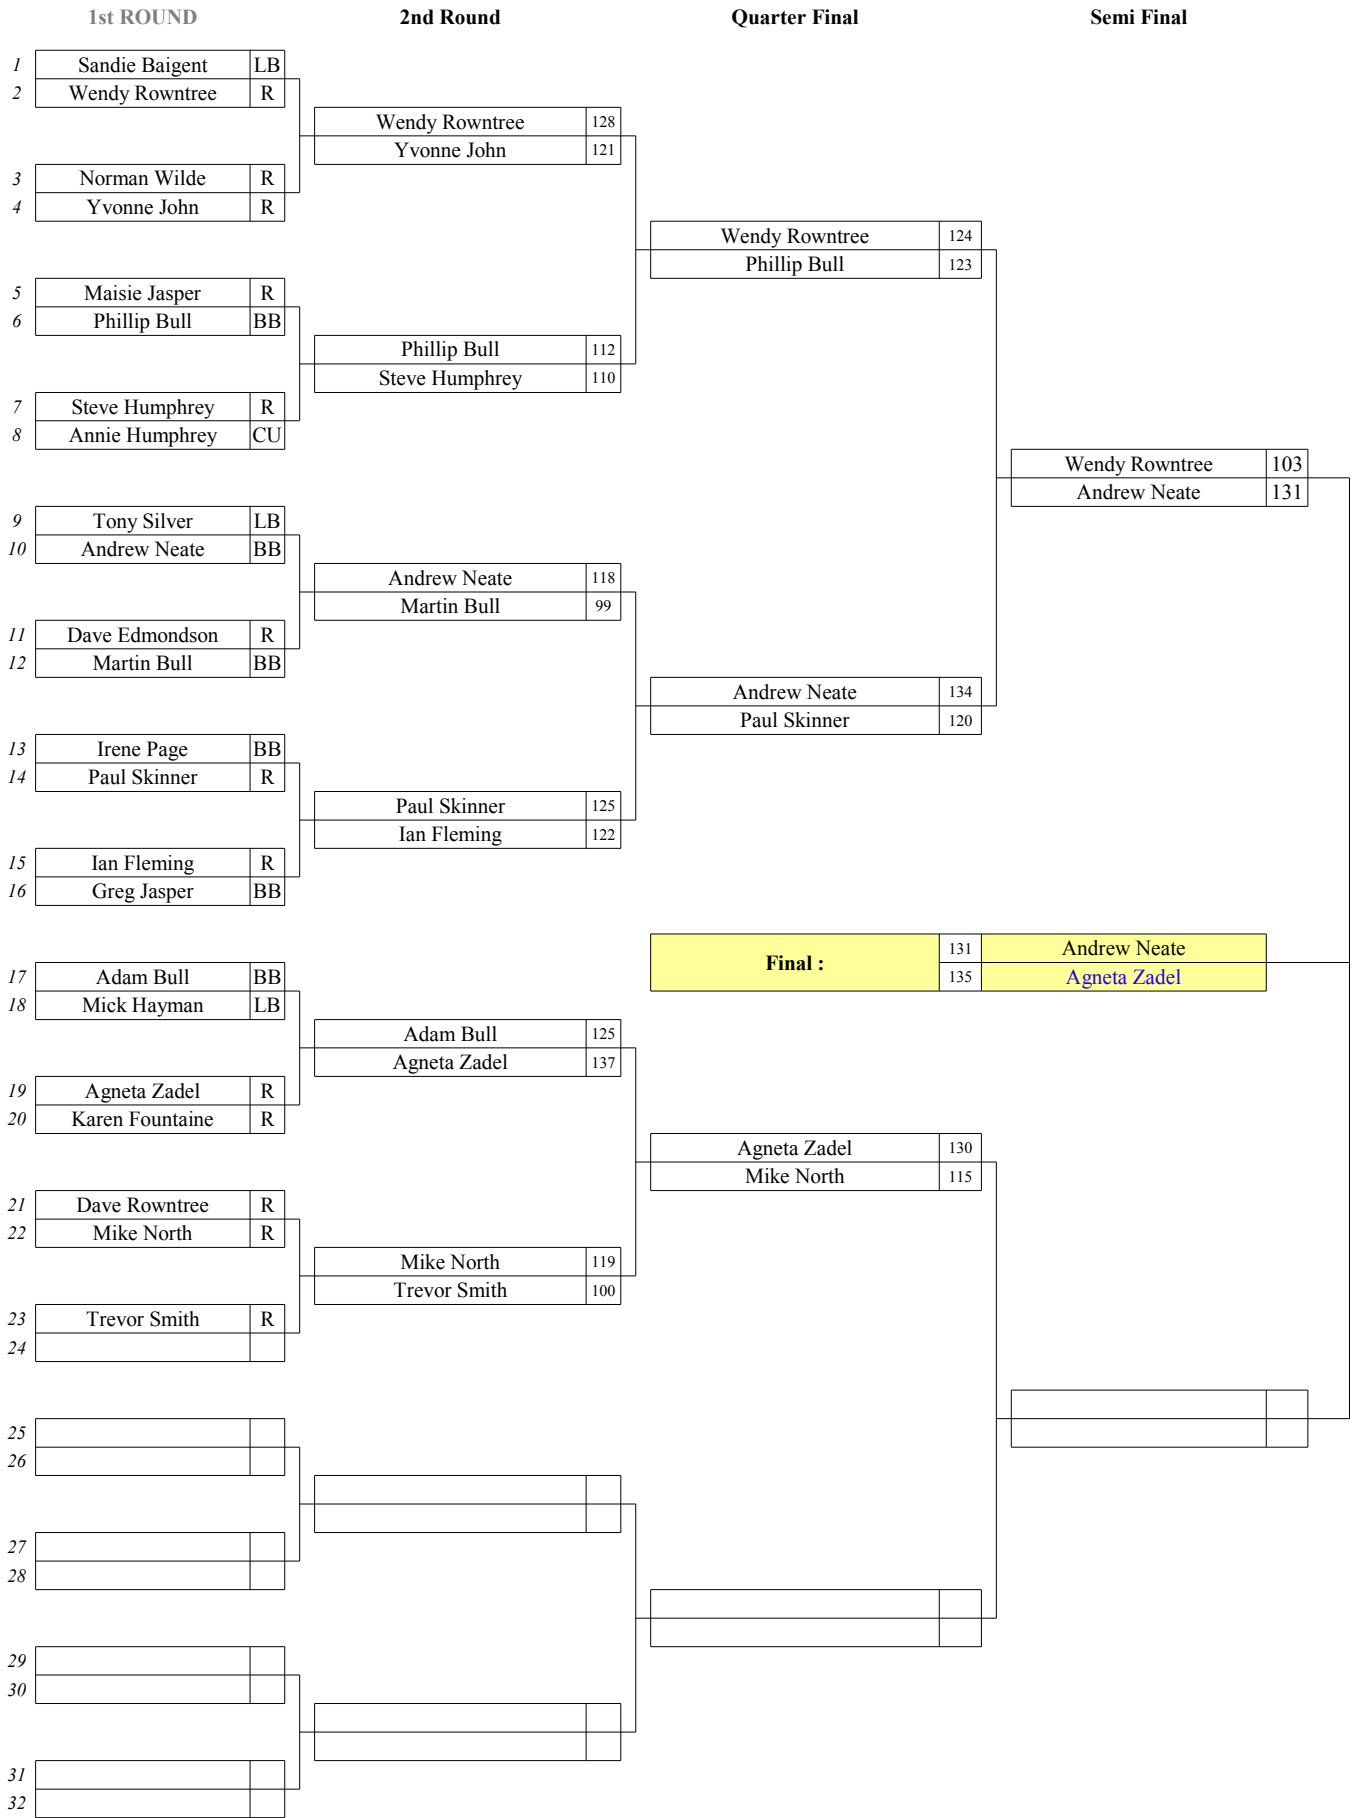 1st ROUND 2nd Round Quarter Final Semi Final
1 Sandie Baigent LB
2 Wendy Rowntree R
Wendy Rowntree 128
Yvonne John 121
3 Norman Wilde R
4 Yvonne John R
Wendy Rowntree 124
Phillip Bull 123
5 Maisie Jasper R
6 Phillip Bull BB
Phillip Bull 112
Steve Humphrey 110
7 Steve Humphrey R
8 Annie Humphrey CU
Wendy Rowntree 103
Andrew Neate 131
9 Tony Silver LB
10 Andrew Neate BB
Andrew Neate 118
Martin Bull 99
11 Dave Edmondson R
12 Martin Bull BB
Andrew Neate 134
Paul Skinner 120
13 Irene Page BB
14 Paul Skinner R
Paul Skinner 125
Ian Fleming 122
15 Ian Fleming R
16 Greg Jasper BB
Final : 131 Andrew Neate
135 Agneta Zadel
17 Adam Bull BB
18 Mick Hayman LB
Adam Bull 125
Agneta Zadel 137
19 Agneta Zadel R
20 Karen Fountaine R
Agneta Zadel 130
Mike North 115
21 Dave Rowntree R
22 Mike North R
Mike North 119
Trevor Smith 100
23 Trevor Smith R
24
25
26
27
28
29
30
31
32